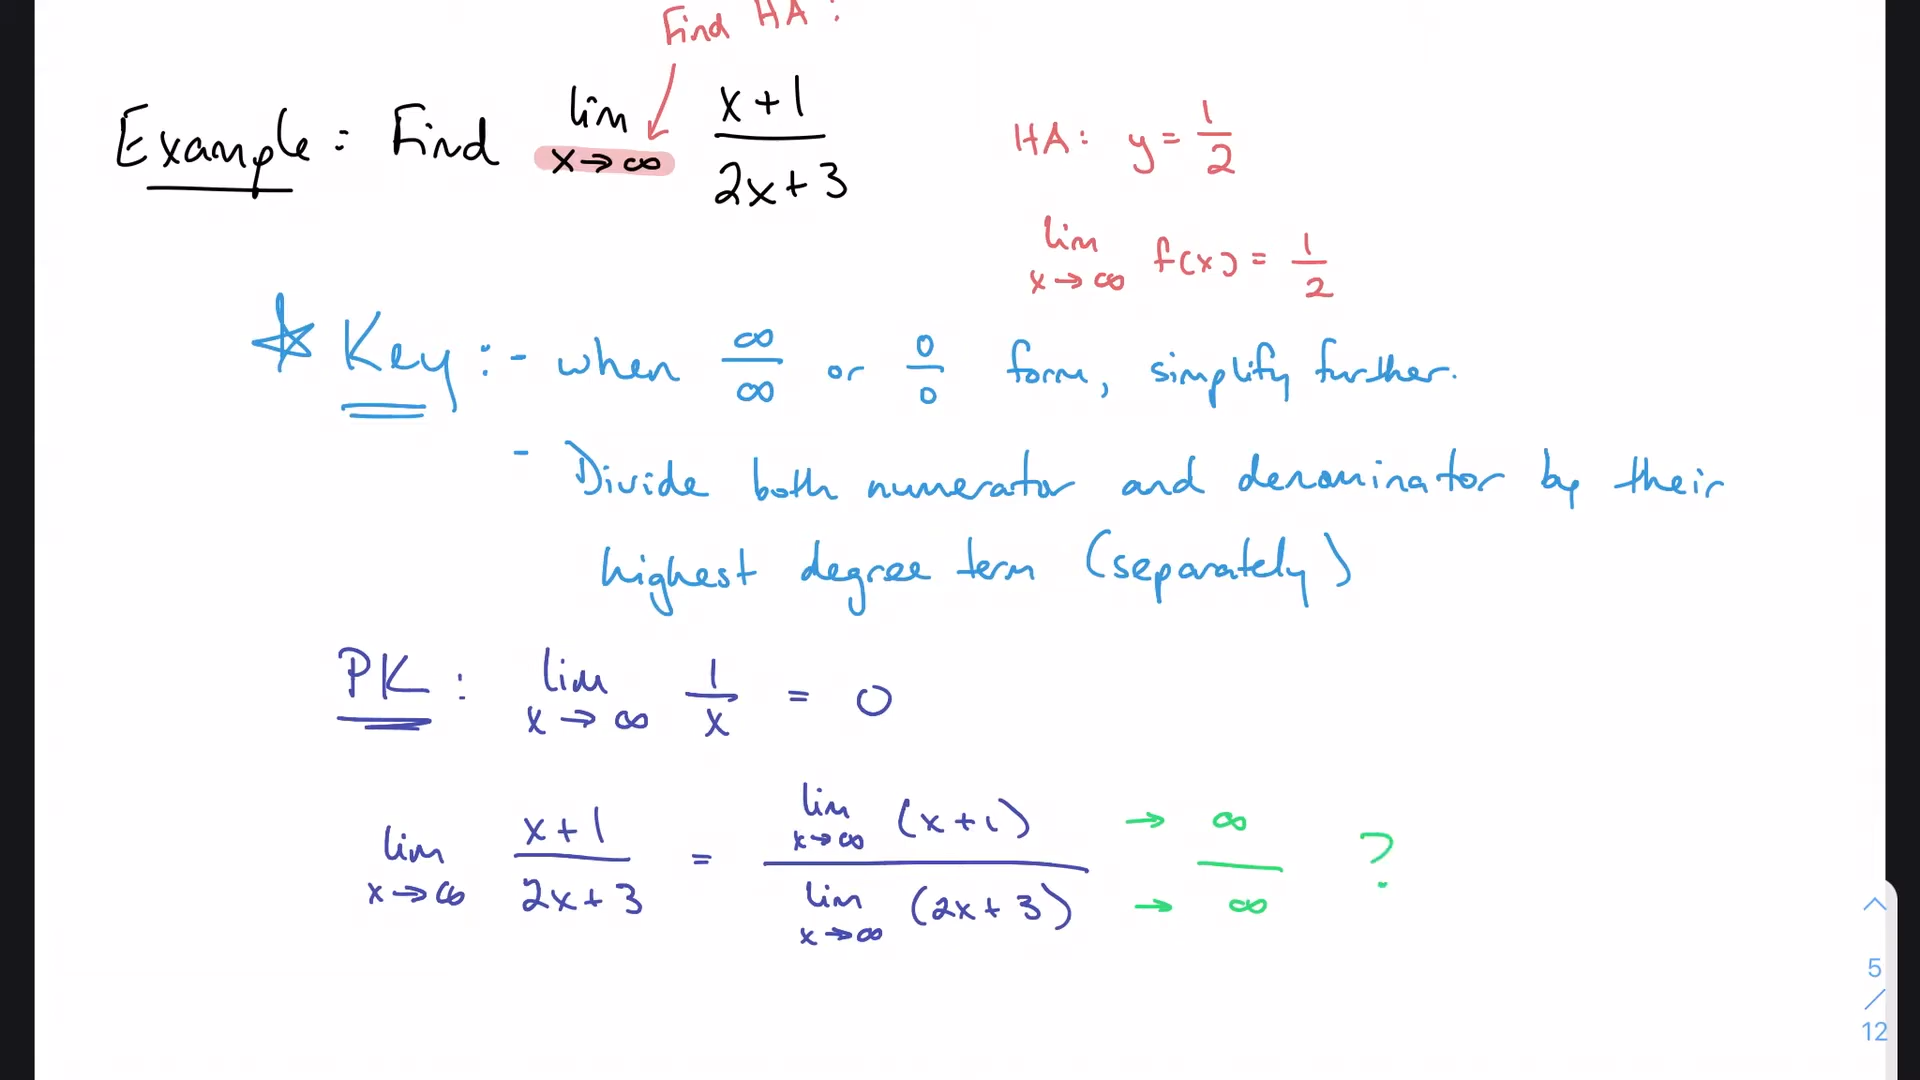 Find HA:
Example: Find lim x→∞ x+1 / 2x+3
HA: y = 1/2
lim x→∞ f(x) = 1/2
☆ Key: - when ∞/∞ or 0/0 form, simplify further.
- Divide both numerator and denominator by their
highest degree term (separately)
PK: lim x→∞ 1/x = 0
lim x→∞ x+1 / 2x+3 = lim x→∞ (x+1) / lim x→∞ (2x+3) → ∞ / → ∞ ?
5
/
12